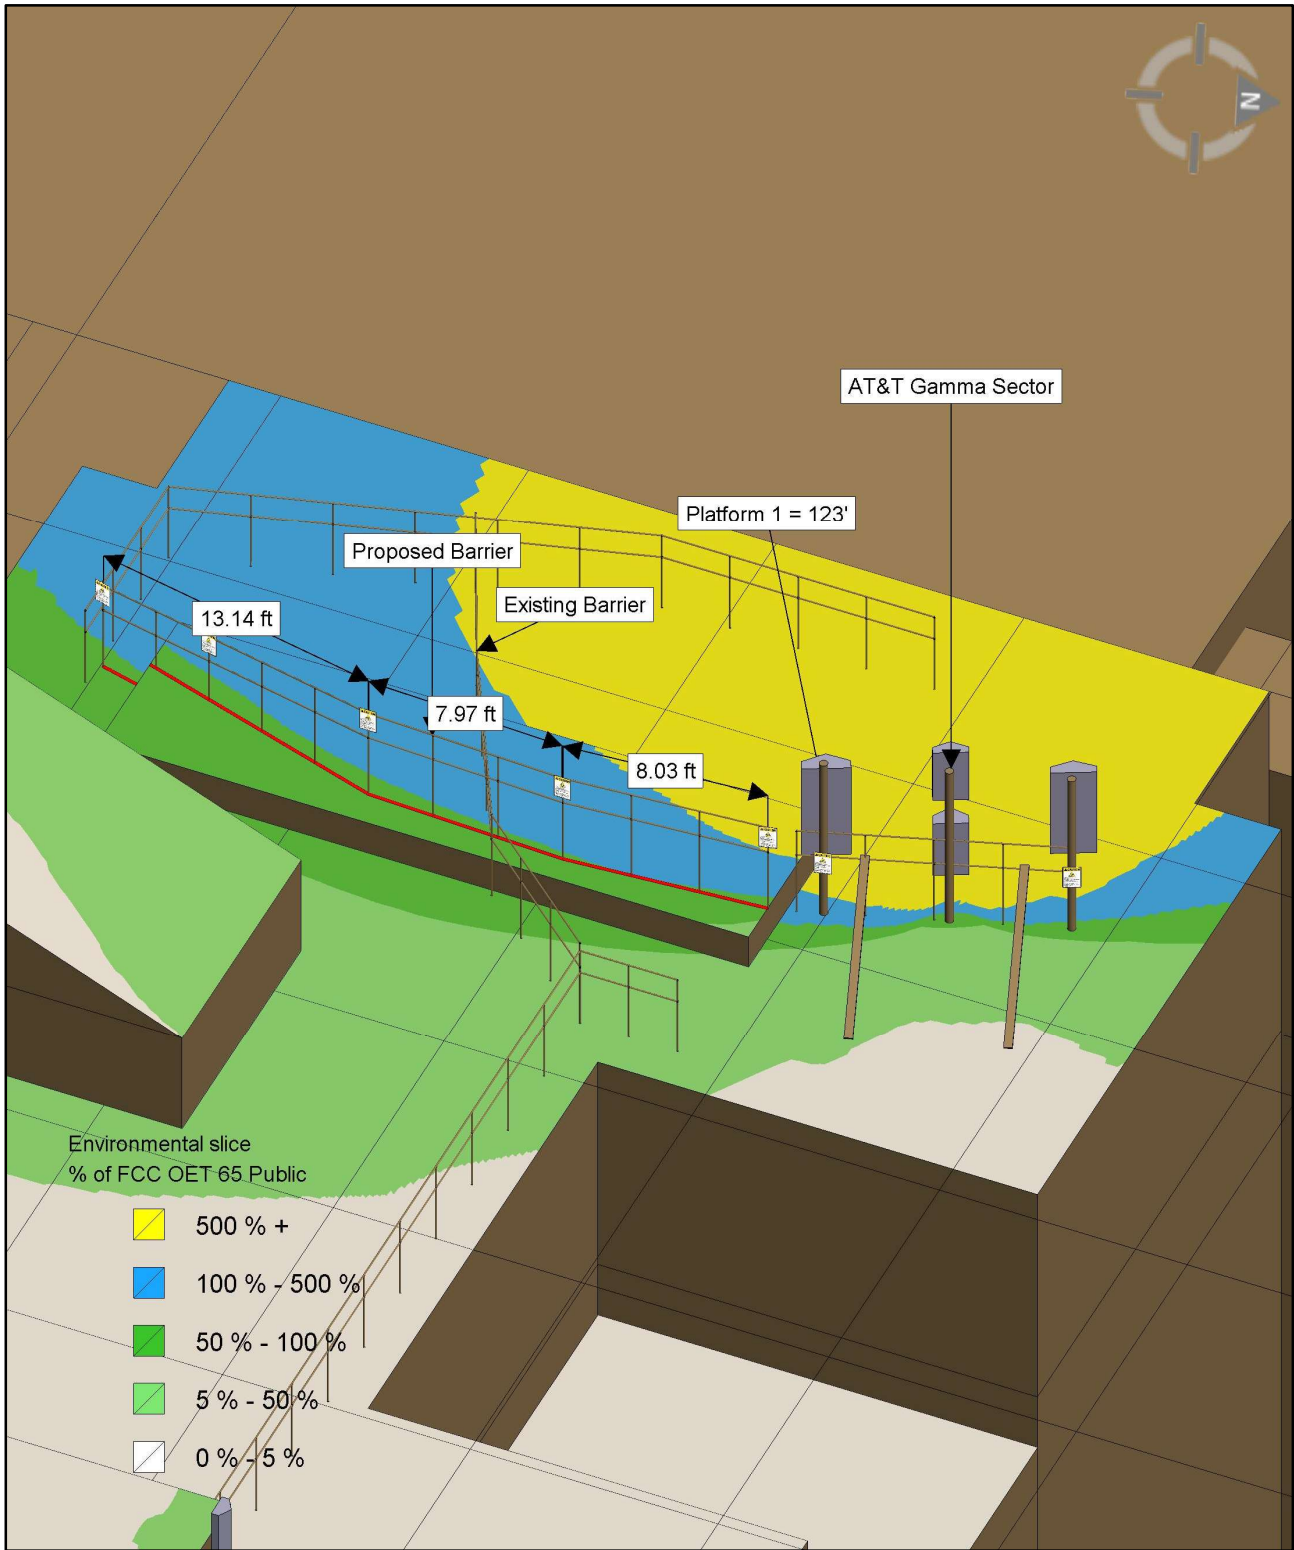 N
AT&T Gamma Sector
Platform 1 = 123'
Proposed Barrier
Existing Barrier
13.14 ft
7.97 ft
8.03 ft
Environmental slice
% of FCC OET 65 Public
500 % +
100 % - 500 %
50 % - 100 %
5 % - 50 %
0 % - 5 %